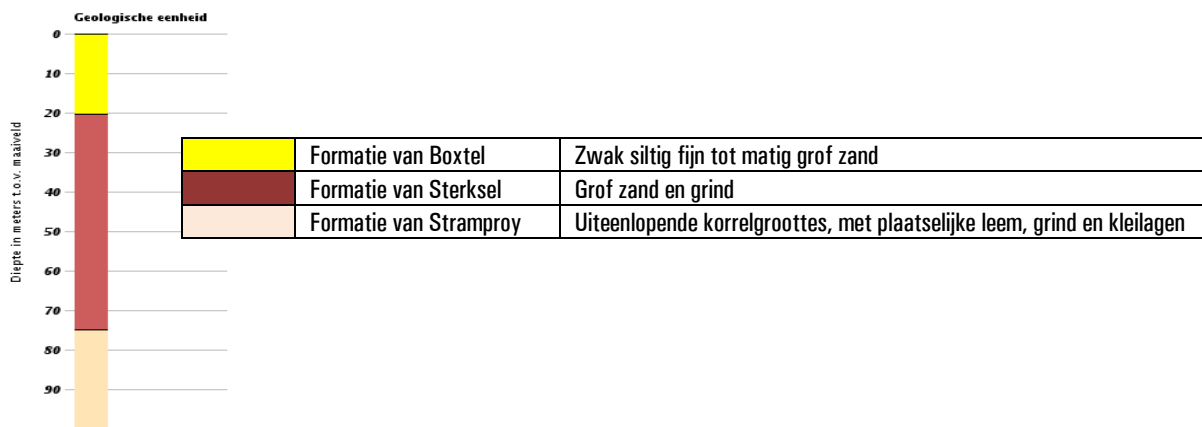 Geologische eenheid
0
10
20
30
40
50
60
70
80
90
Diepte in meters t.o.v. maaiveld
Formatie van Boxtel Zwak siltig fijn tot matig grof zand
Formatie van Sterksel Grof zand en grind
Formatie van Stramproy Uiteenlopende korrelgroottes, met plaatselijke leem, grind en kleilagen